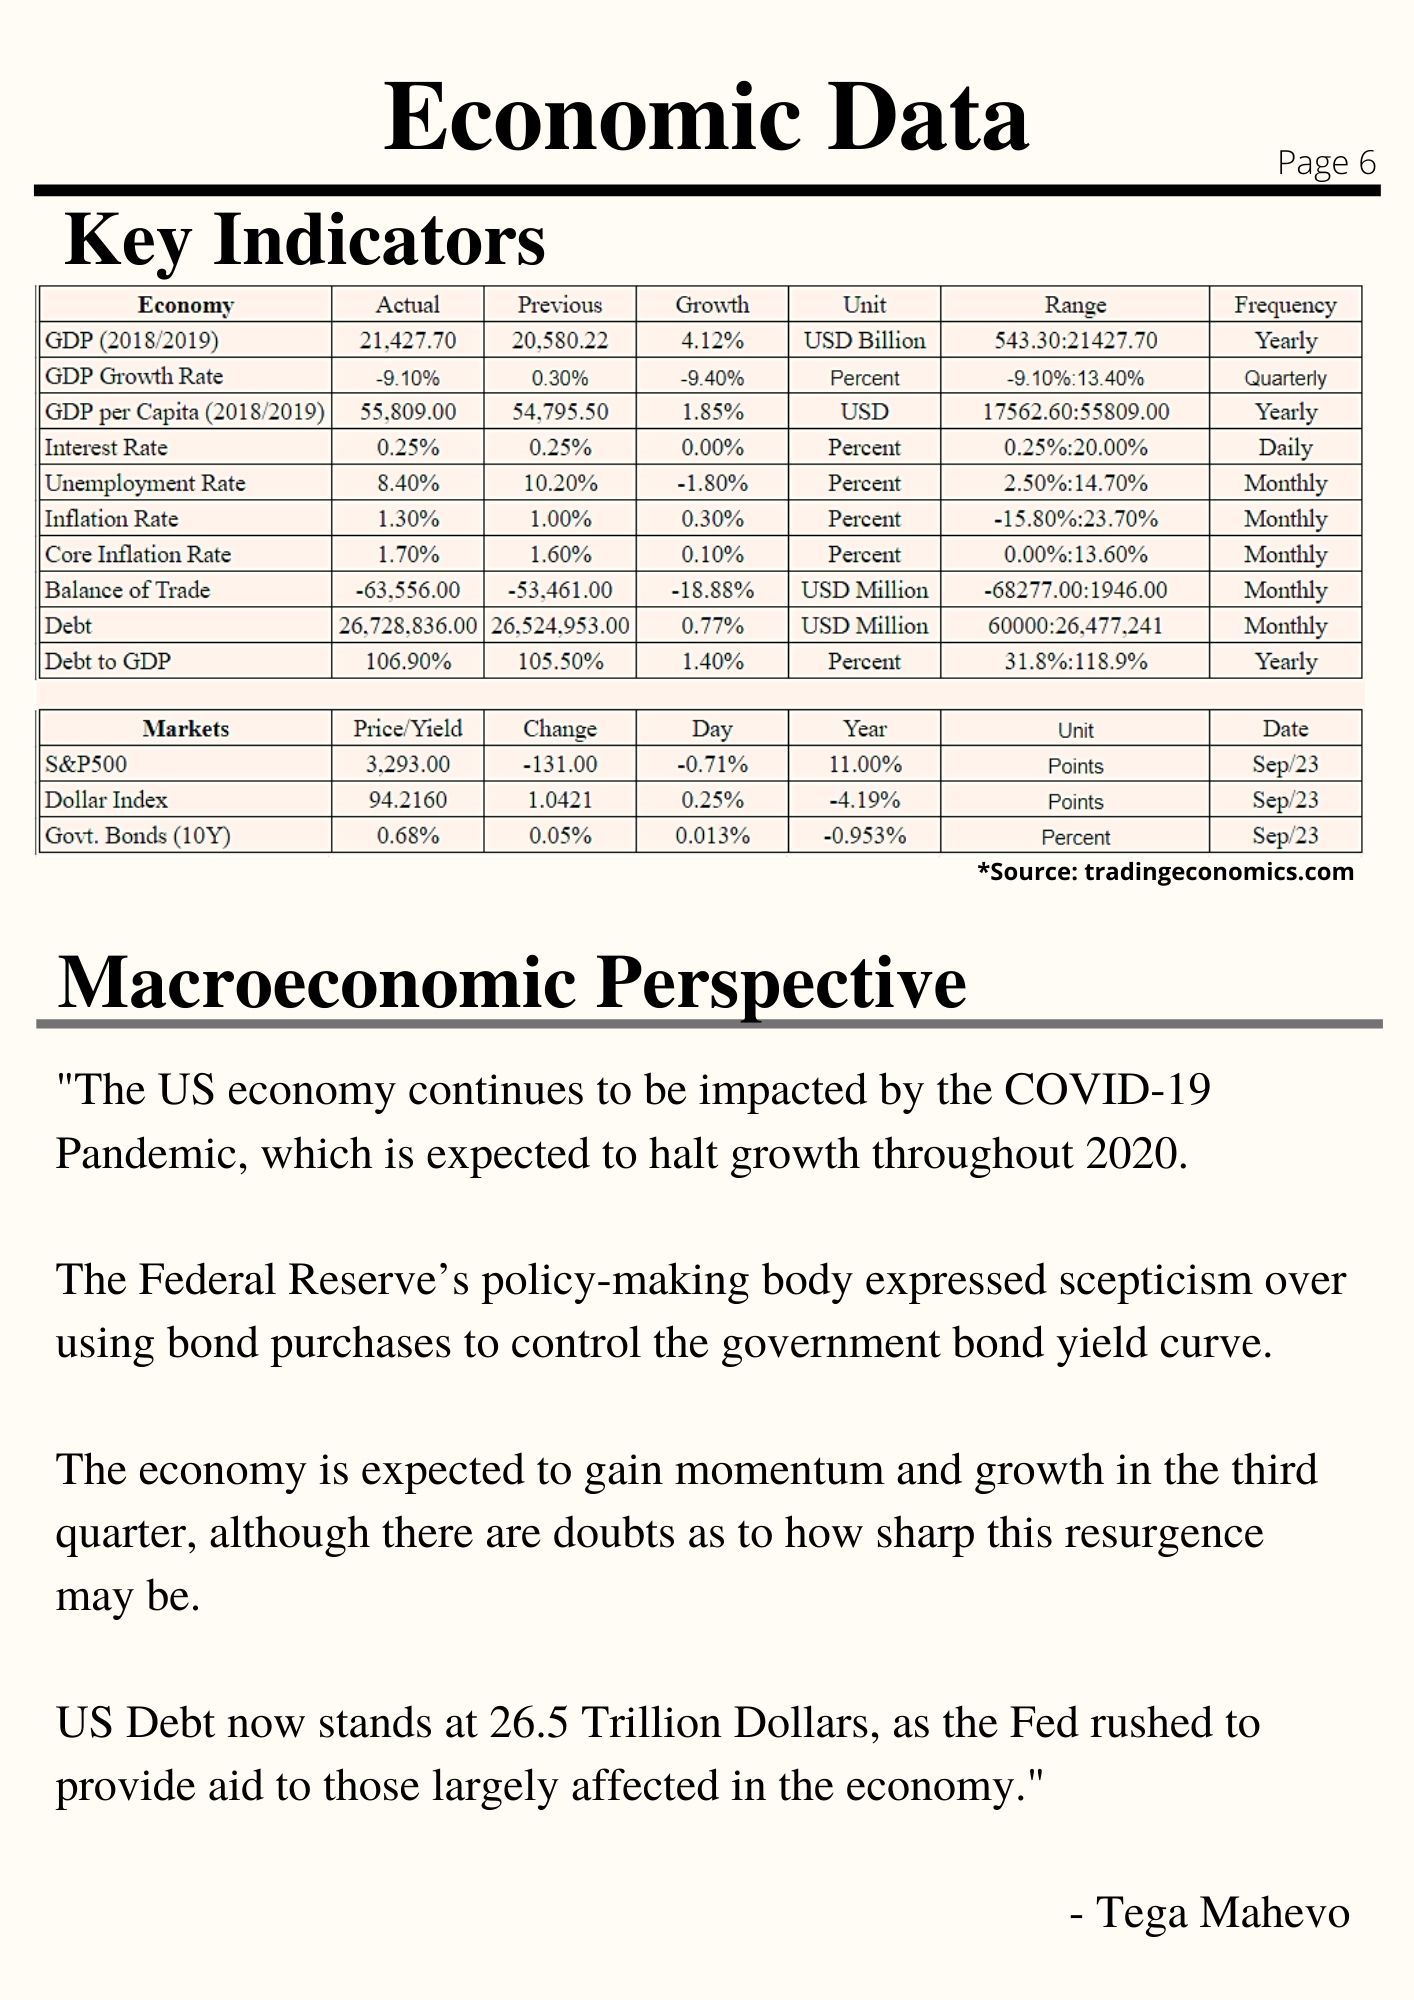 Economic Data
Page 6
Key Indicators
Economy Actual Previous Growth Unit Range Frequency
GDP (2018/2019) 21,427.70 20,580.22 4.12% USD Billion 543.30:21427.70 Yearly
GDP Growth Rate -9.10% 0.30% -9.40% Percent -9.10%:13.40% Quarterly
GDP per Capita (2018/2019) 55,809.00 54,795.50 1.85% USD 17562.60:55809.00 Yearly
Interest Rate 0.25% 0.25% 0.00% Percent 0.25%:20.00% Daily
Unemployment Rate 8.40% 10.20% -1.80% Percent 2.50%:14.70% Monthly
Inflation Rate 1.30% 1.00% 0.30% Percent -15.80%:23.70% Monthly
Core Inflation Rate 1.70% 1.60% 0.10% Percent 0.00%:13.60% Monthly
Balance of Trade -63,556.00 -53,461.00 -18.88% USD Million -68277.00:1946.00 Monthly
Debt 26,728,836.00 26,524,953.00 0.77% USD Million 60000:26,477,241 Monthly
Debt to GDP 106.90% 105.50% 1.40% Percent 31.8%:118.9% Yearly
Markets Price/Yield Change Day Year Unit Date
S&P500 3,293.00 -131.00 -0.71% 11.00% Points Sep/23
Dollar Index 94.2160 1.0421 0.25% -4.19% Points Sep/23
Govt. Bonds (10Y) 0.68% 0.05% 0.013% -0.953% Percent Sep/23
*Source: tradingeconomics.com
Macroeconomic Perspective
"The US economy continues to be impacted by the COVID-19
Pandemic, which is expected to halt growth throughout 2020.
The Federal Reserve’s policy-making body expressed scepticism over
using bond purchases to control the government bond yield curve.
The economy is expected to gain momentum and growth in the third
quarter, although there are doubts as to how sharp this resurgence
may be.
US Debt now stands at 26.5 Trillion Dollars, as the Fed rushed to
provide aid to those largely affected in the economy."
- Tega Mahevo